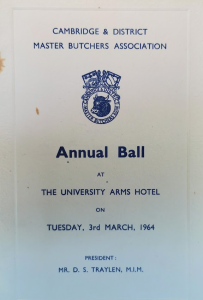 CAMBRIDGE & DISTRICT
MASTER BUTCHERS ASSOCIATION
Annual Ball
AT
THE UNIVERSITY ARMS HOTEL
ON
TUESDAY, 3rd MARCH, 1964
PRESIDENT:
MR. D. S. TRAYLEN, M.I.M.